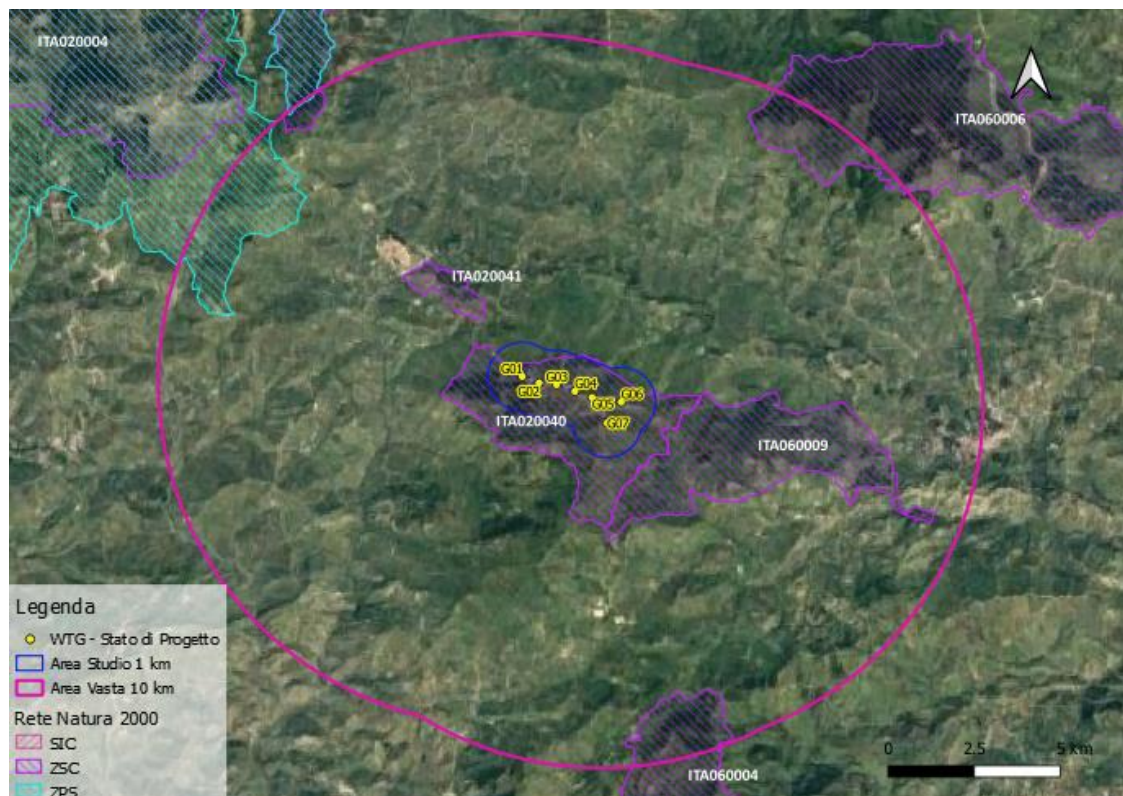 ITA020004
ITA060006
ITA020041
G01
G03
G02
G04
G06
G05
ITA020040
G07
ITA060009
Legenda
WTG - Stato di Progetto
Area Studio 1 km
Area Vasta 10 km
Rete Natura 2000
SIC
ZSC
ZPS
0 2.5 5 km
ITA060004